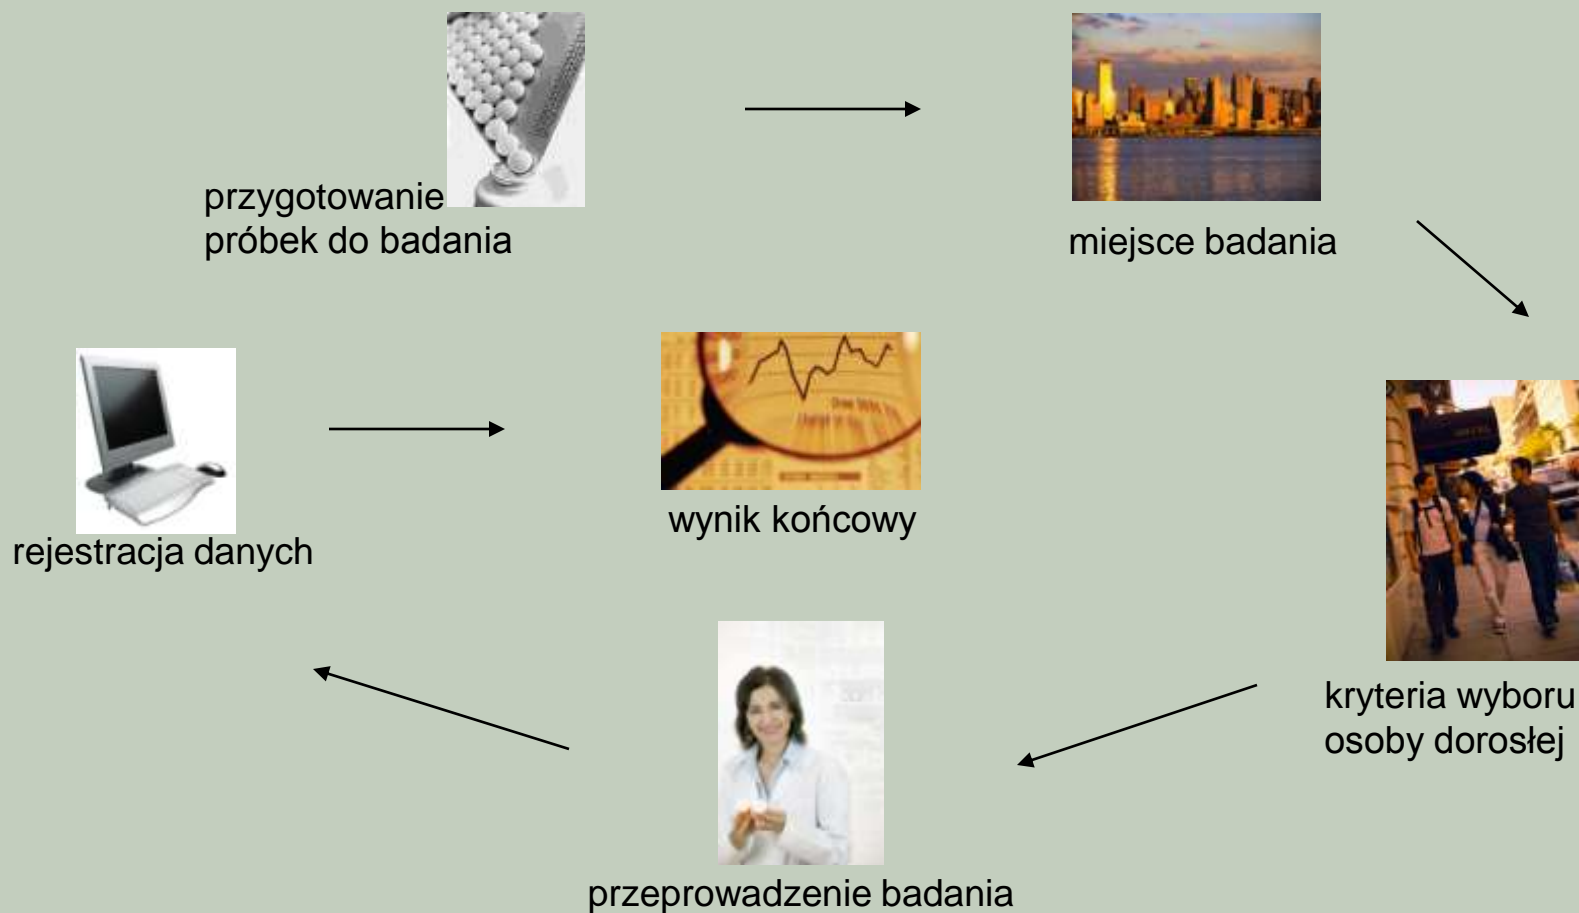 przygotowanie
próbek do badania
miejsce badania
rejestracja danych
wynik końcowy
kryteria wyboru
osoby dorosłej
przeprowadzenie badania